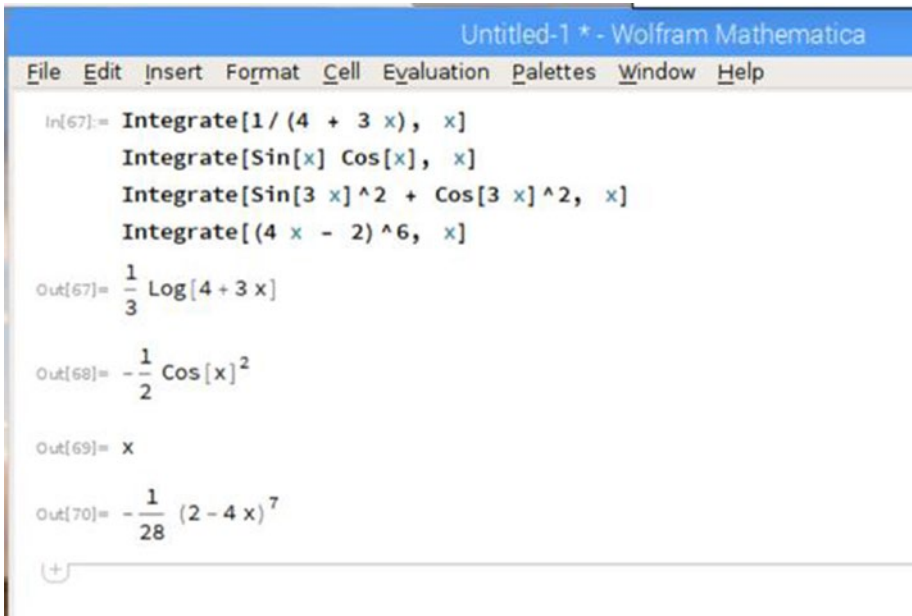 Untitled-1 * - Wolfram Mathematica
File Edit Insert Format Cell Evaluation Palettes Window Help
In[67]:= Integrate[1/(4 + 3 x), x]
Integrate[Sin[x] Cos[x], x]
Integrate[Sin[3 x]^2 + Cos[3 x]^2, x]
Integrate[(4 x - 2)^6, x]
Out[67]= 1/3 Log[4 + 3 x]
Out[68]= -1/2 Cos[x]^2
Out[69]= x
Out[70]= -1/28 (2 - 4 x)^7